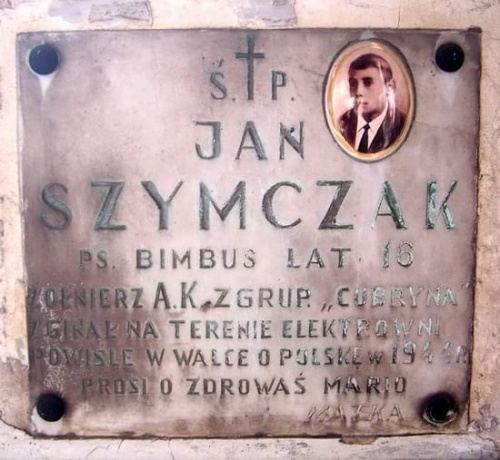 Ś. P.
JAN
SZYMCZAK
PS. BIMBUS LAT 16
ŻOŁNIERZ A.K. Z GRUP. „CUBRYNA”
ZGINĄŁ NA TERENIE ELEKTROWNI
POWIŚLE W WALCE O POLSKĘ W 1944 R
PROSI O ZDROWAŚ MARIO
MATKA